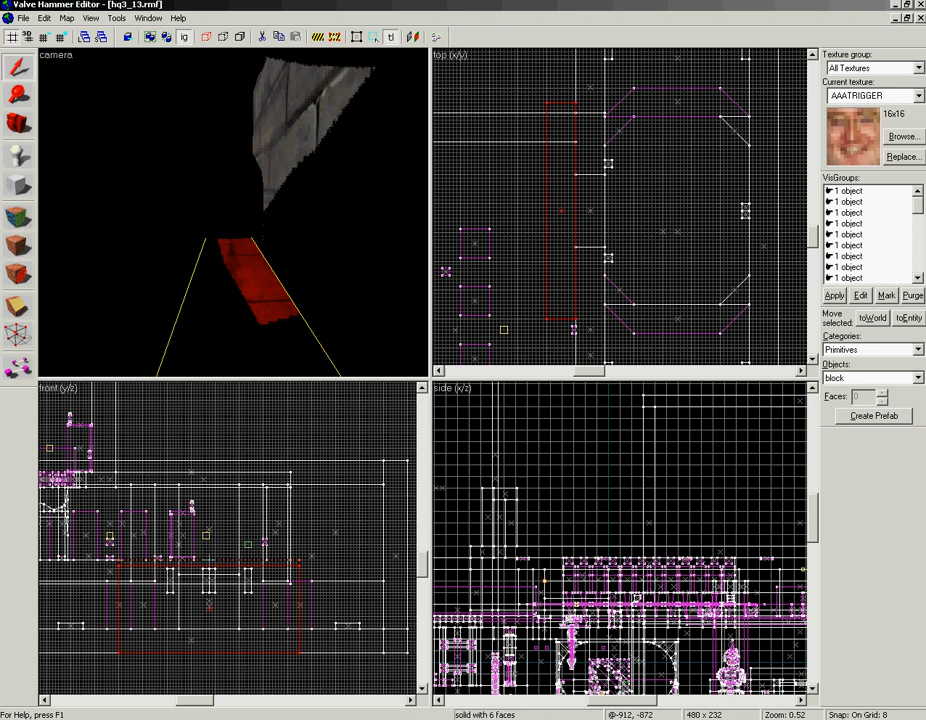 Valve Hammer Editor - [hq3_13.rmf]
File Edit Map View Tools Window Help
3D ig tl
camera
top (x/y)
front (y/z)
side (x/z)
Texture group:
All Textures
Current texture:
AAATRIGGER
16x16
Browse...
Replace...
VisGroups:
1 object
1 object
1 object
1 object
1 object
1 object
1 object
1 object
Apply Edit Mark Purge
Move selected: toWorld toEntity
Categories:
Primitives
Objects:
block
Faces: 0
Create Prefab
For Help, press F1 solid with 6 faces @-912, -872 480 x 232 Zoom: 0.52 Snap: On Grid: 8